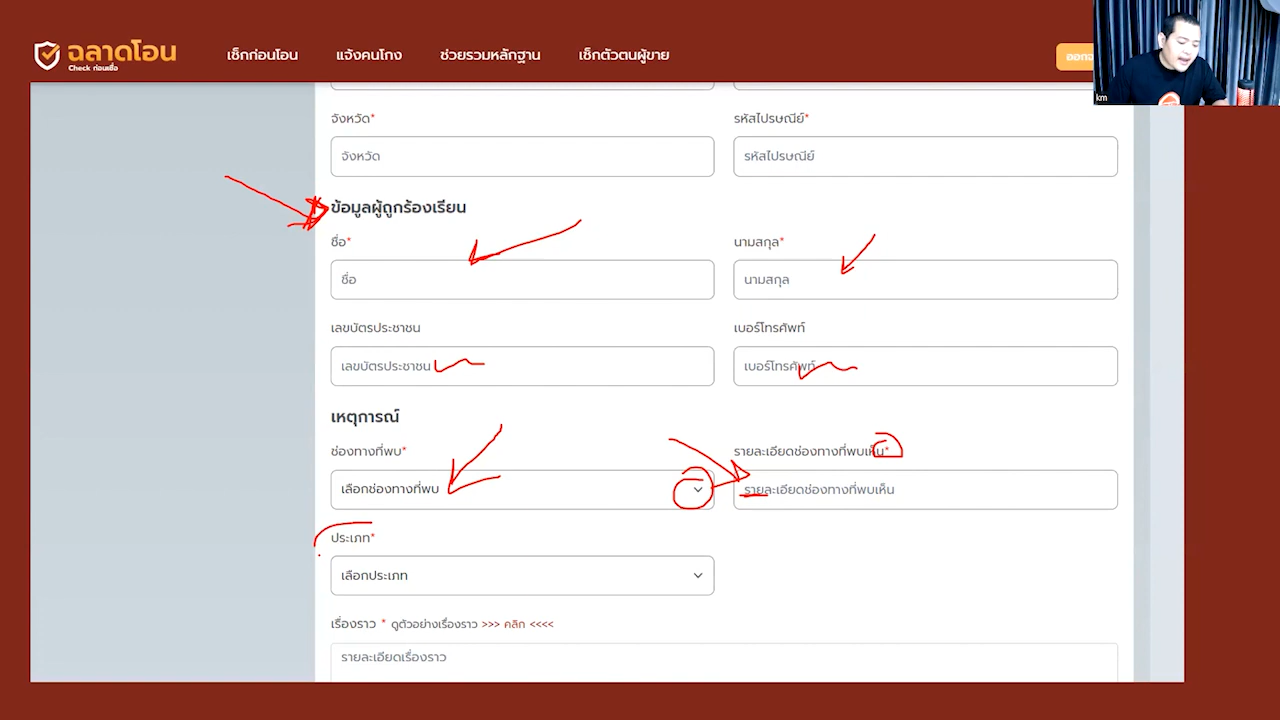 ฉลาดโอน
Check ก่อนเชื่อ
เช็กก่อนโอน แจ้งคนโกง ช่วยรวมหลักฐาน เช็กตัวตนผู้ขาย
km
จังหวัด* รหัสไปรษณีย์*
จังหวัด รหัสไปรษณีย์
ข้อมูลผู้ถูกร้องเรียน
ชื่อ* นามสกุล*
ชื่อ นามสกุล
เลขบัตรประชาชน เบอร์โทรศัพท์
เลขบัตรประชาชน เบอร์โทรศัพท์
เหตุการณ์
ช่องทางที่พบ* รายละเอียดช่องทางที่พบเห็น*
เลือกช่องทางที่พบ รายละเอียดช่องทางที่พบเห็น
ประเภท*
เลือกประเภท
เรื่องราว * ดูตัวอย่างเรื่องราว >>> คลิก <<<<
รายละเอียดเรื่องราว